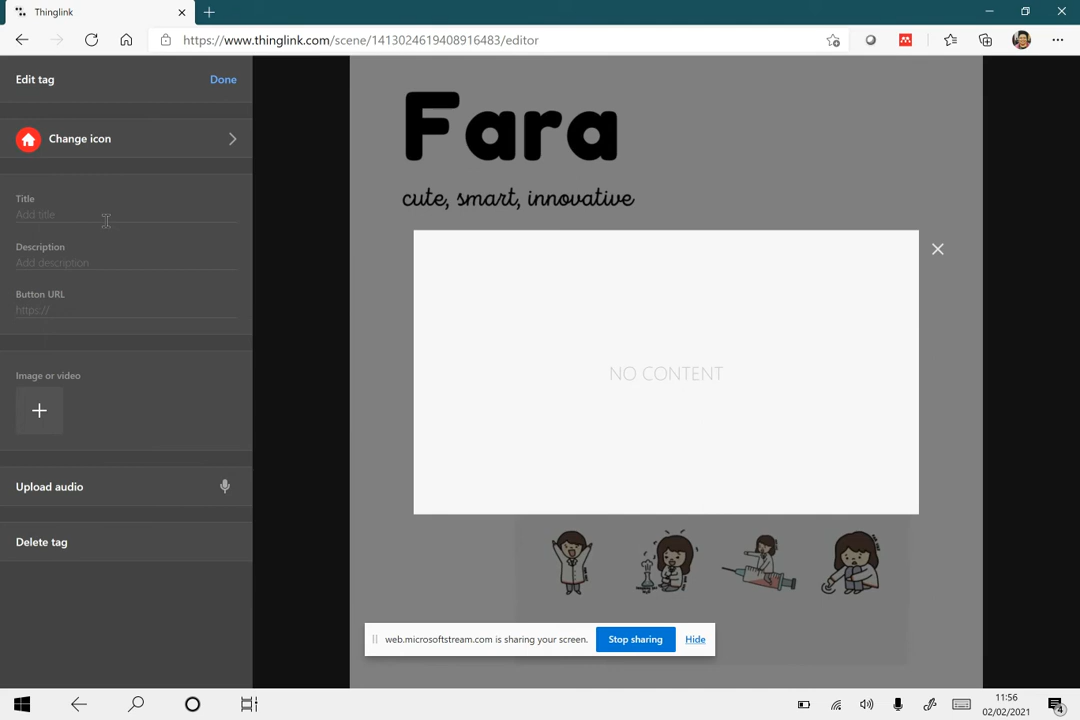 Thinglink
https://www.thinglink.com/scene/1413024619408916483/editor
Edit tag
Done
Change icon
Title
Add title
Description
Add description
Button URL
https://
Image or video
Upload audio
Delete tag
Fara
cute, smart, innovative
NO CONTENT
web.microsoftstream.com is sharing your screen.
Stop sharing
Hide
11:56
02/02/2021
4